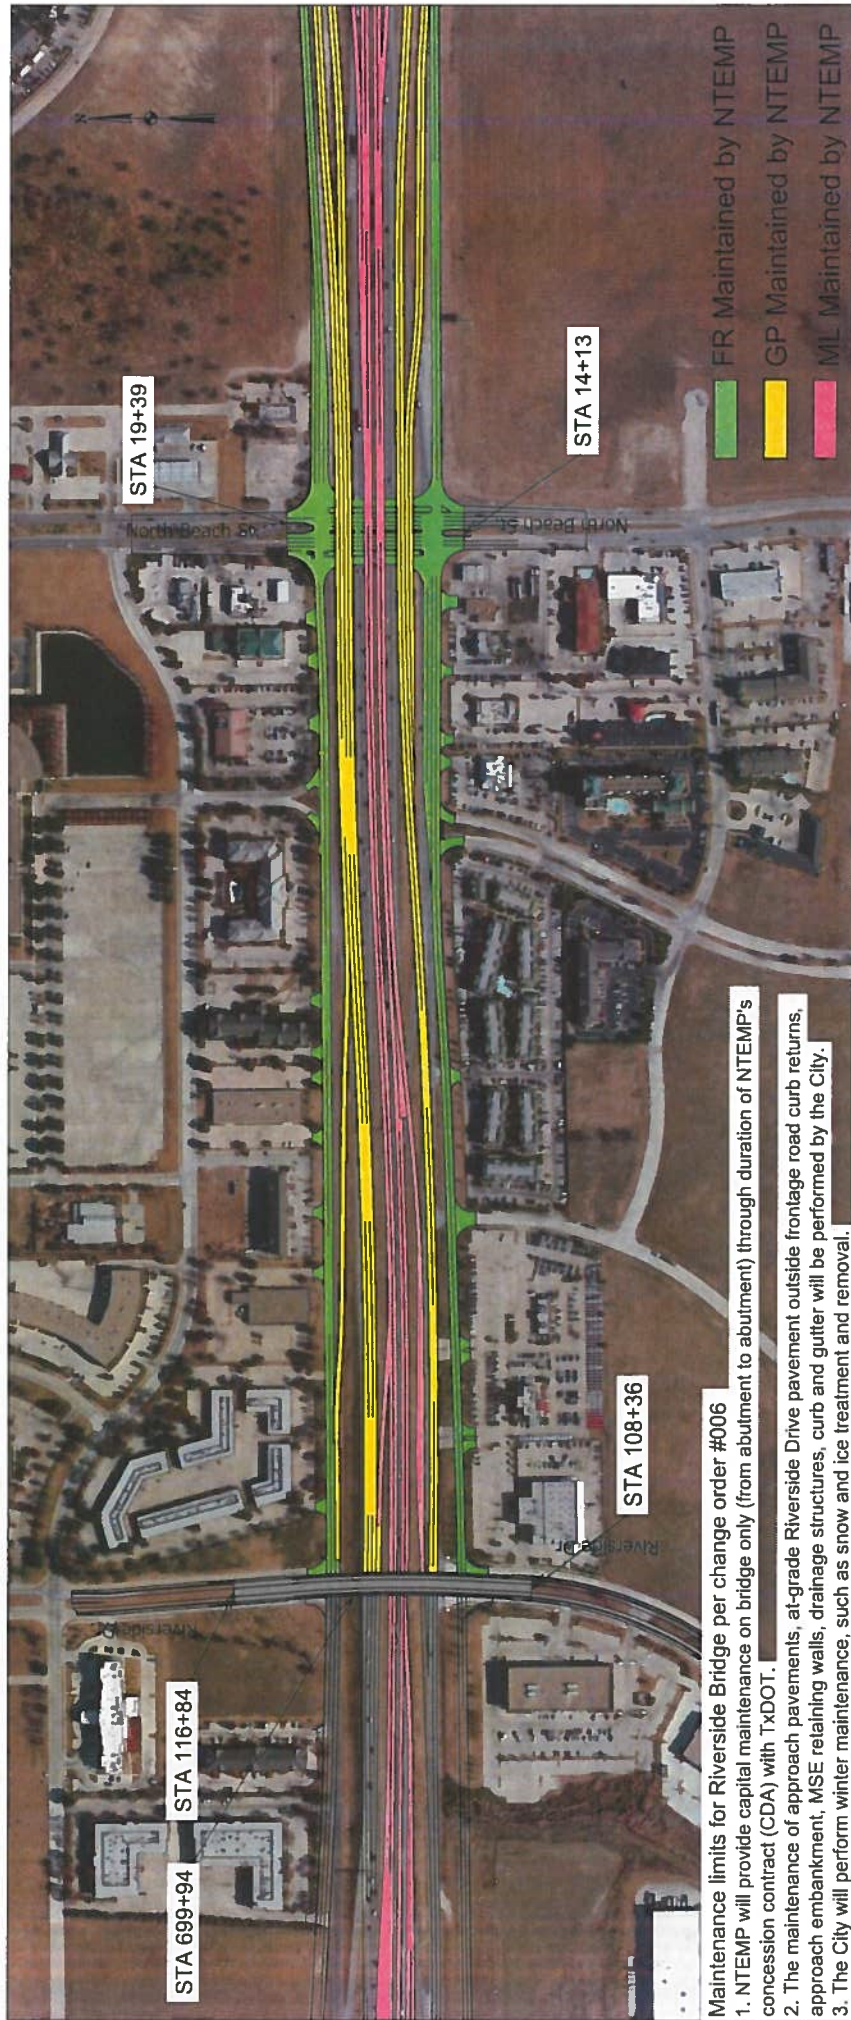 N
STA 19+39
STA 14+13
North Beach St.
North Beach St.
FR Maintained by NTEMP
GP Maintained by NTEMP
ML Maintained by NTEMP
STA 699+94
STA 116+84
STA 108+36
Riverside Dr.
Riverside Dr.
Maintenance limits for Riverside Bridge per change order #006
1. NTEMP will provide capital maintenance on bridge only (from abutment to abutment) through duration of NTEMP's
concession contract (CDA) with TxDOT.
2. The maintenance of approach pavements, at-grade Riverside Drive pavement outside frontage road curb returns,
approach embankment, MSE retaining walls, drainage structures, curb and gutter will be performed by the City.
3. The City will perform winter maintenance, such as snow and ice treatment and removal.